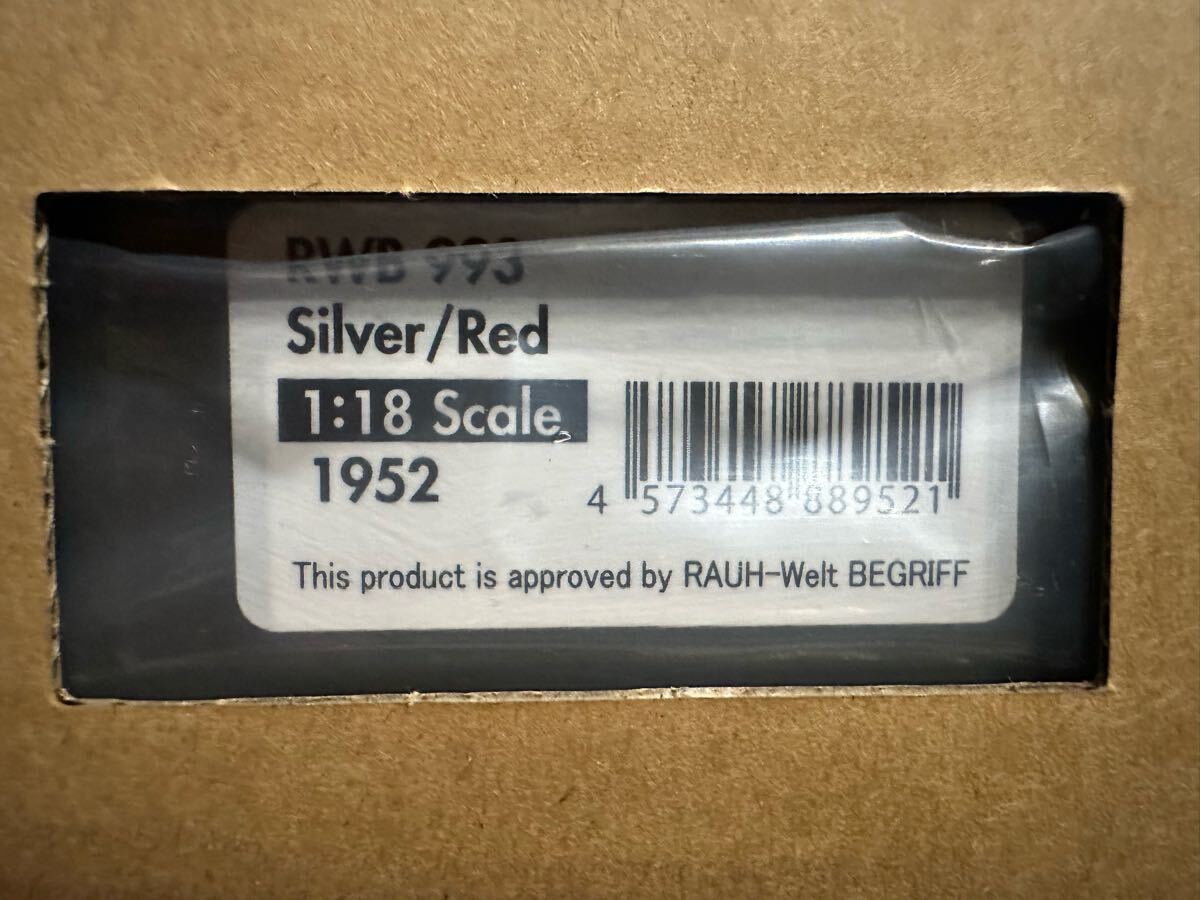 RWB 993
Silver/Red
1:18 Scale
1952
4 573448 889521
This product is approved by RAUH-Welt BEGRIFF